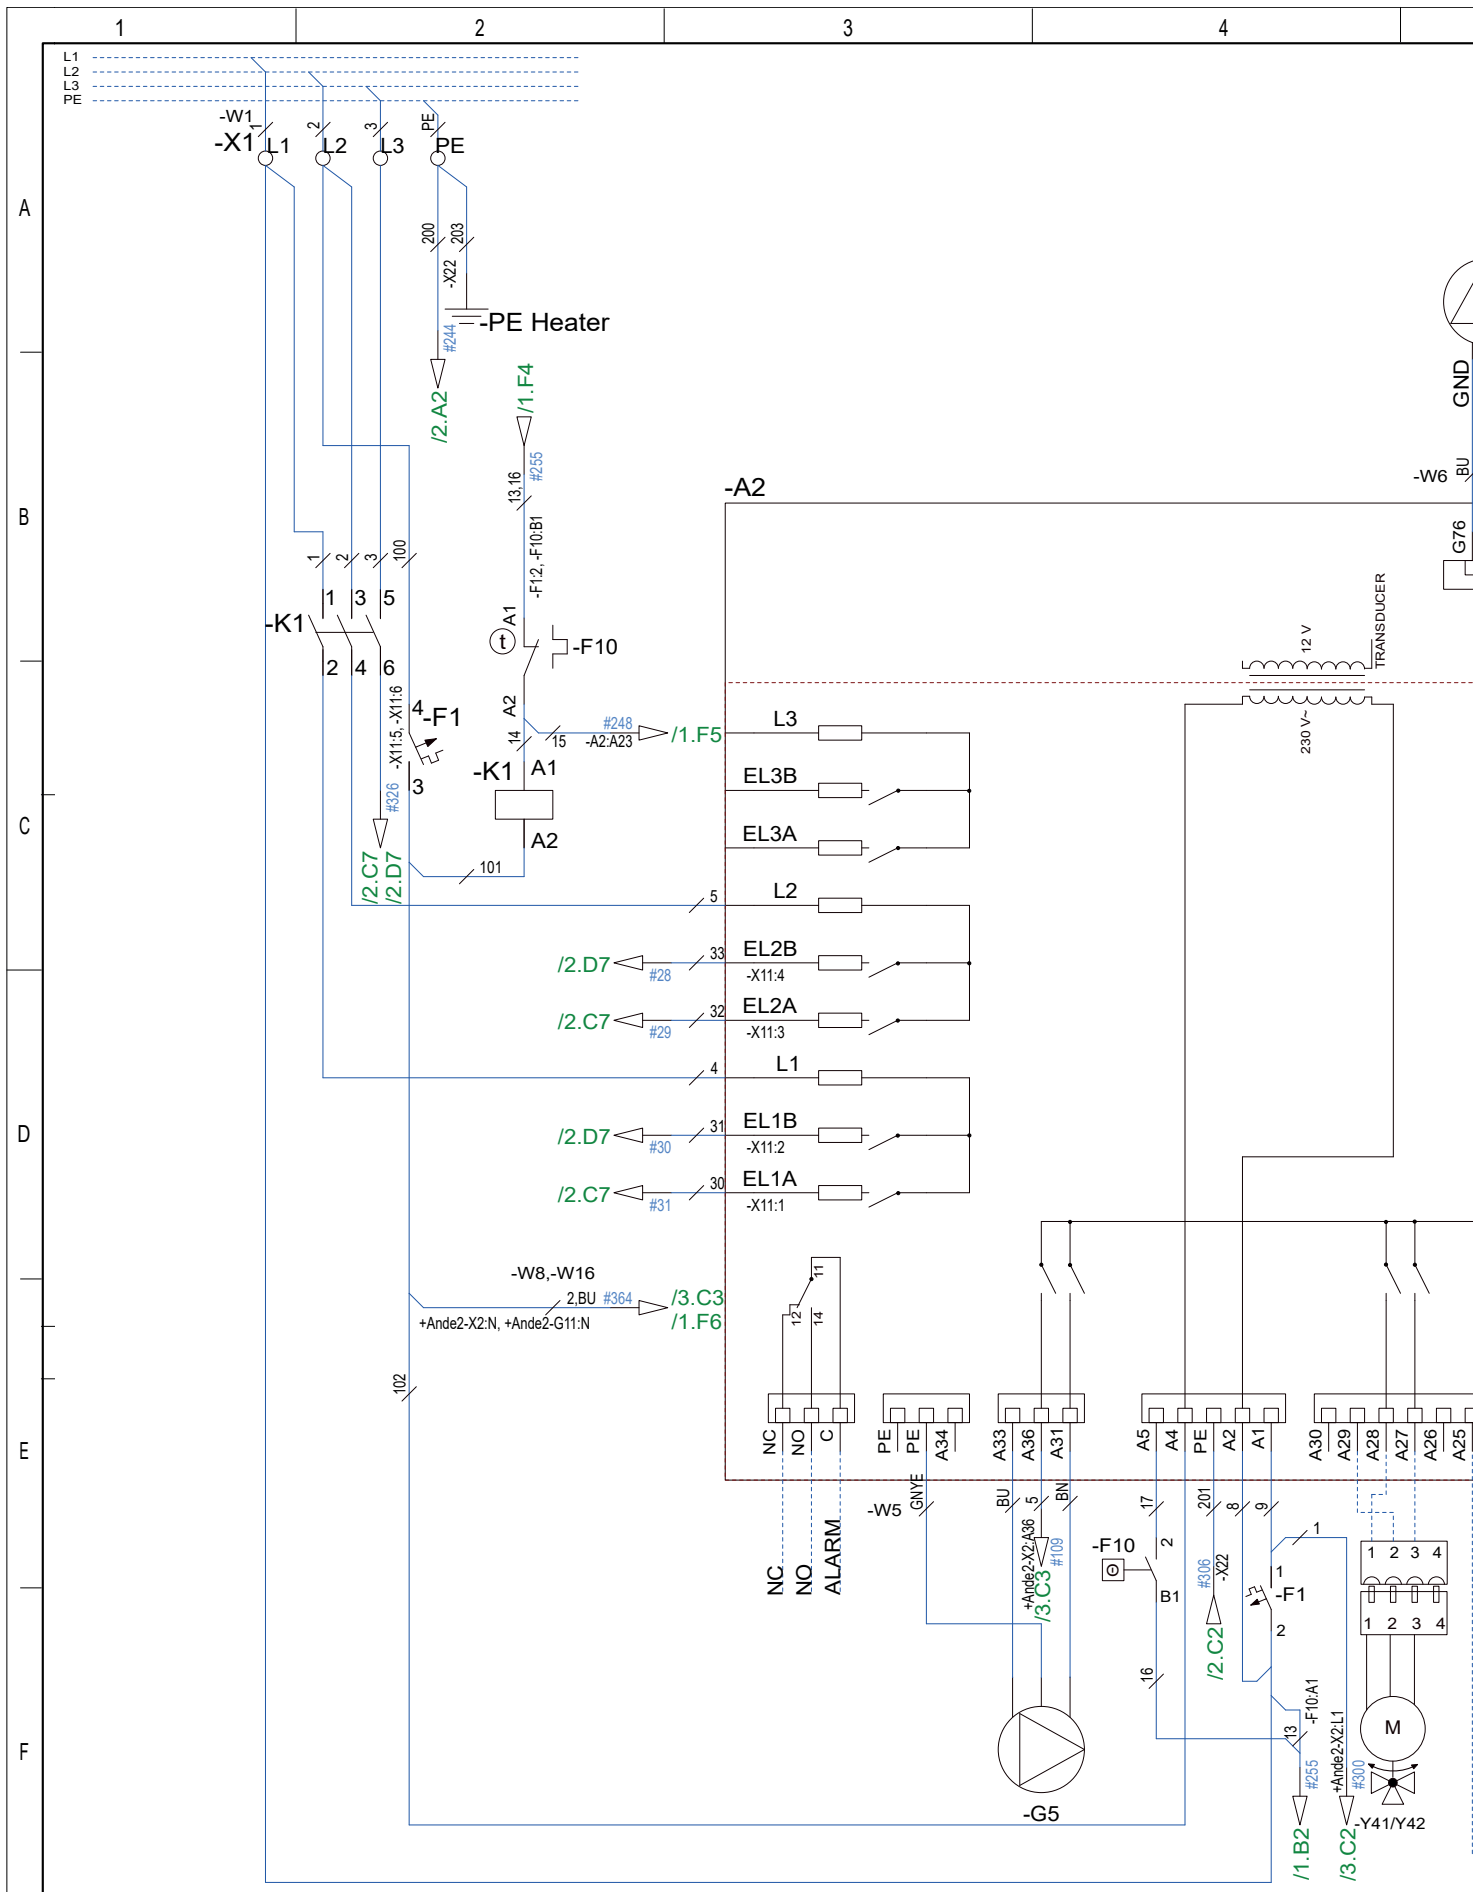 1 2 3 4
L1
L2
L3
PE
-W1 1 2 3 PE
-X1 L1 L2 L3 PE
A
200 203
-X22
-PE Heater
#244
/2.A2
/1.F4
GND
#255
13,16
-W6 BU
-A2
B
-F1:2, -F10:B1
G76
1 2 3 100
1 3 5
-K1
A1
t
-F10
12 V
TRANSDUCER
2 4 6
-X11:5, -X11:6
A2
4
-F1
#248
/1.F5
L3
14 15 -A2:A23
230 V~
-K1 A1
EL3B
3
#326
C
A2
EL3A
/2.C7
/2.D7
101
5 L2
/2.D7 #28 33 EL2B
-X11:4
/2.C7 #29 32 EL2A
-X11:3
4 L1
D
/2.D7 #30 31 EL1B
-X11:2
/2.C7 #31 30 EL1A
-X11:1
-W8,-W16
11
2,BU #364
/3.C3
/1.F6
12 14
+Ande2-X2:N, +Ande2-G11:N
102
E
NC NO C PE PE A34 A33 A36 A31 A5 A4 PE A2 A1 A30 A29 A28 A27 A26 A25
-W5 GNYE BU 5 BN 17 201 8 9 1
NC NO ALARM
+Ande2-X2:A36
#109
/3.C3
-F10 2
B1
#306
-X22
/2.C2
1
-F1
2
1 2 3 4
1 2 3 4
16
13
-F10:A1
#255
/1.B2
+Ande2-X2:L1
#300
/3.C2
M
F
-G5
-Y41/Y42